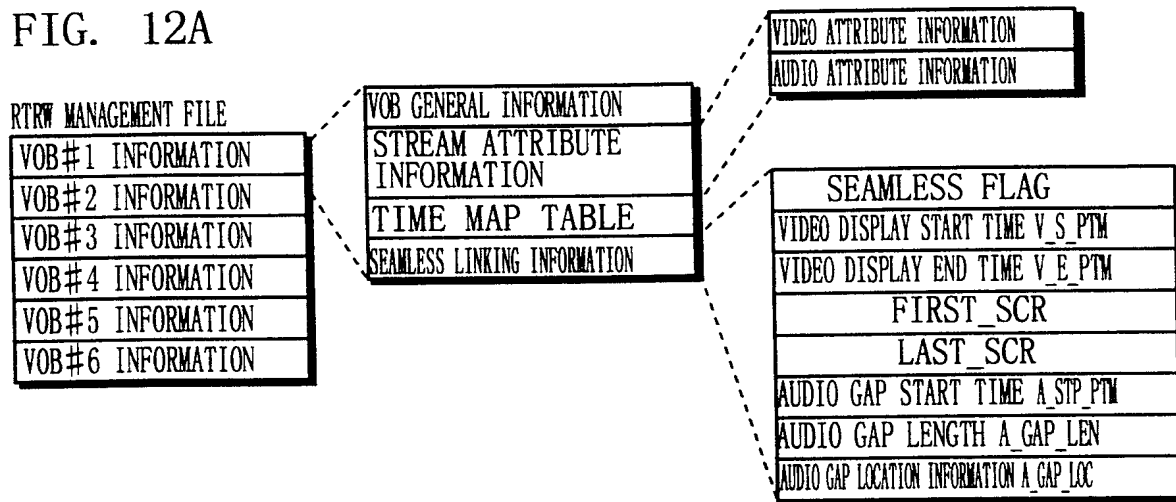 FIG. 12A
RTRW MANAGEMENT FILE
VOB#1 INFORMATION
VOB#2 INFORMATION
VOB#3 INFORMATION
VOB#4 INFORMATION
VOB#5 INFORMATION
VOB#6 INFORMATION
VOB GENERAL INFORMATION
STREAM ATTRIBUTE
INFORMATION
TIME MAP TABLE
SEAMLESS LINKING INFORMATION
VIDEO ATTRIBUTE INFORMATION
AUDIO ATTRIBUTE INFORMATION
SEAMLESS FLAG
VIDEO DISPLAY START TIME V_S_PTM
VIDEO DISPLAY END TIME V_E_PTM
FIRST_SCR
LAST_SCR
AUDIO GAP START TIME A_STP_PTM
AUDIO GAP LENGTH A_GAP_LEN
AUDIO GAP LOCATION INFORMATION A_GAP_LOC